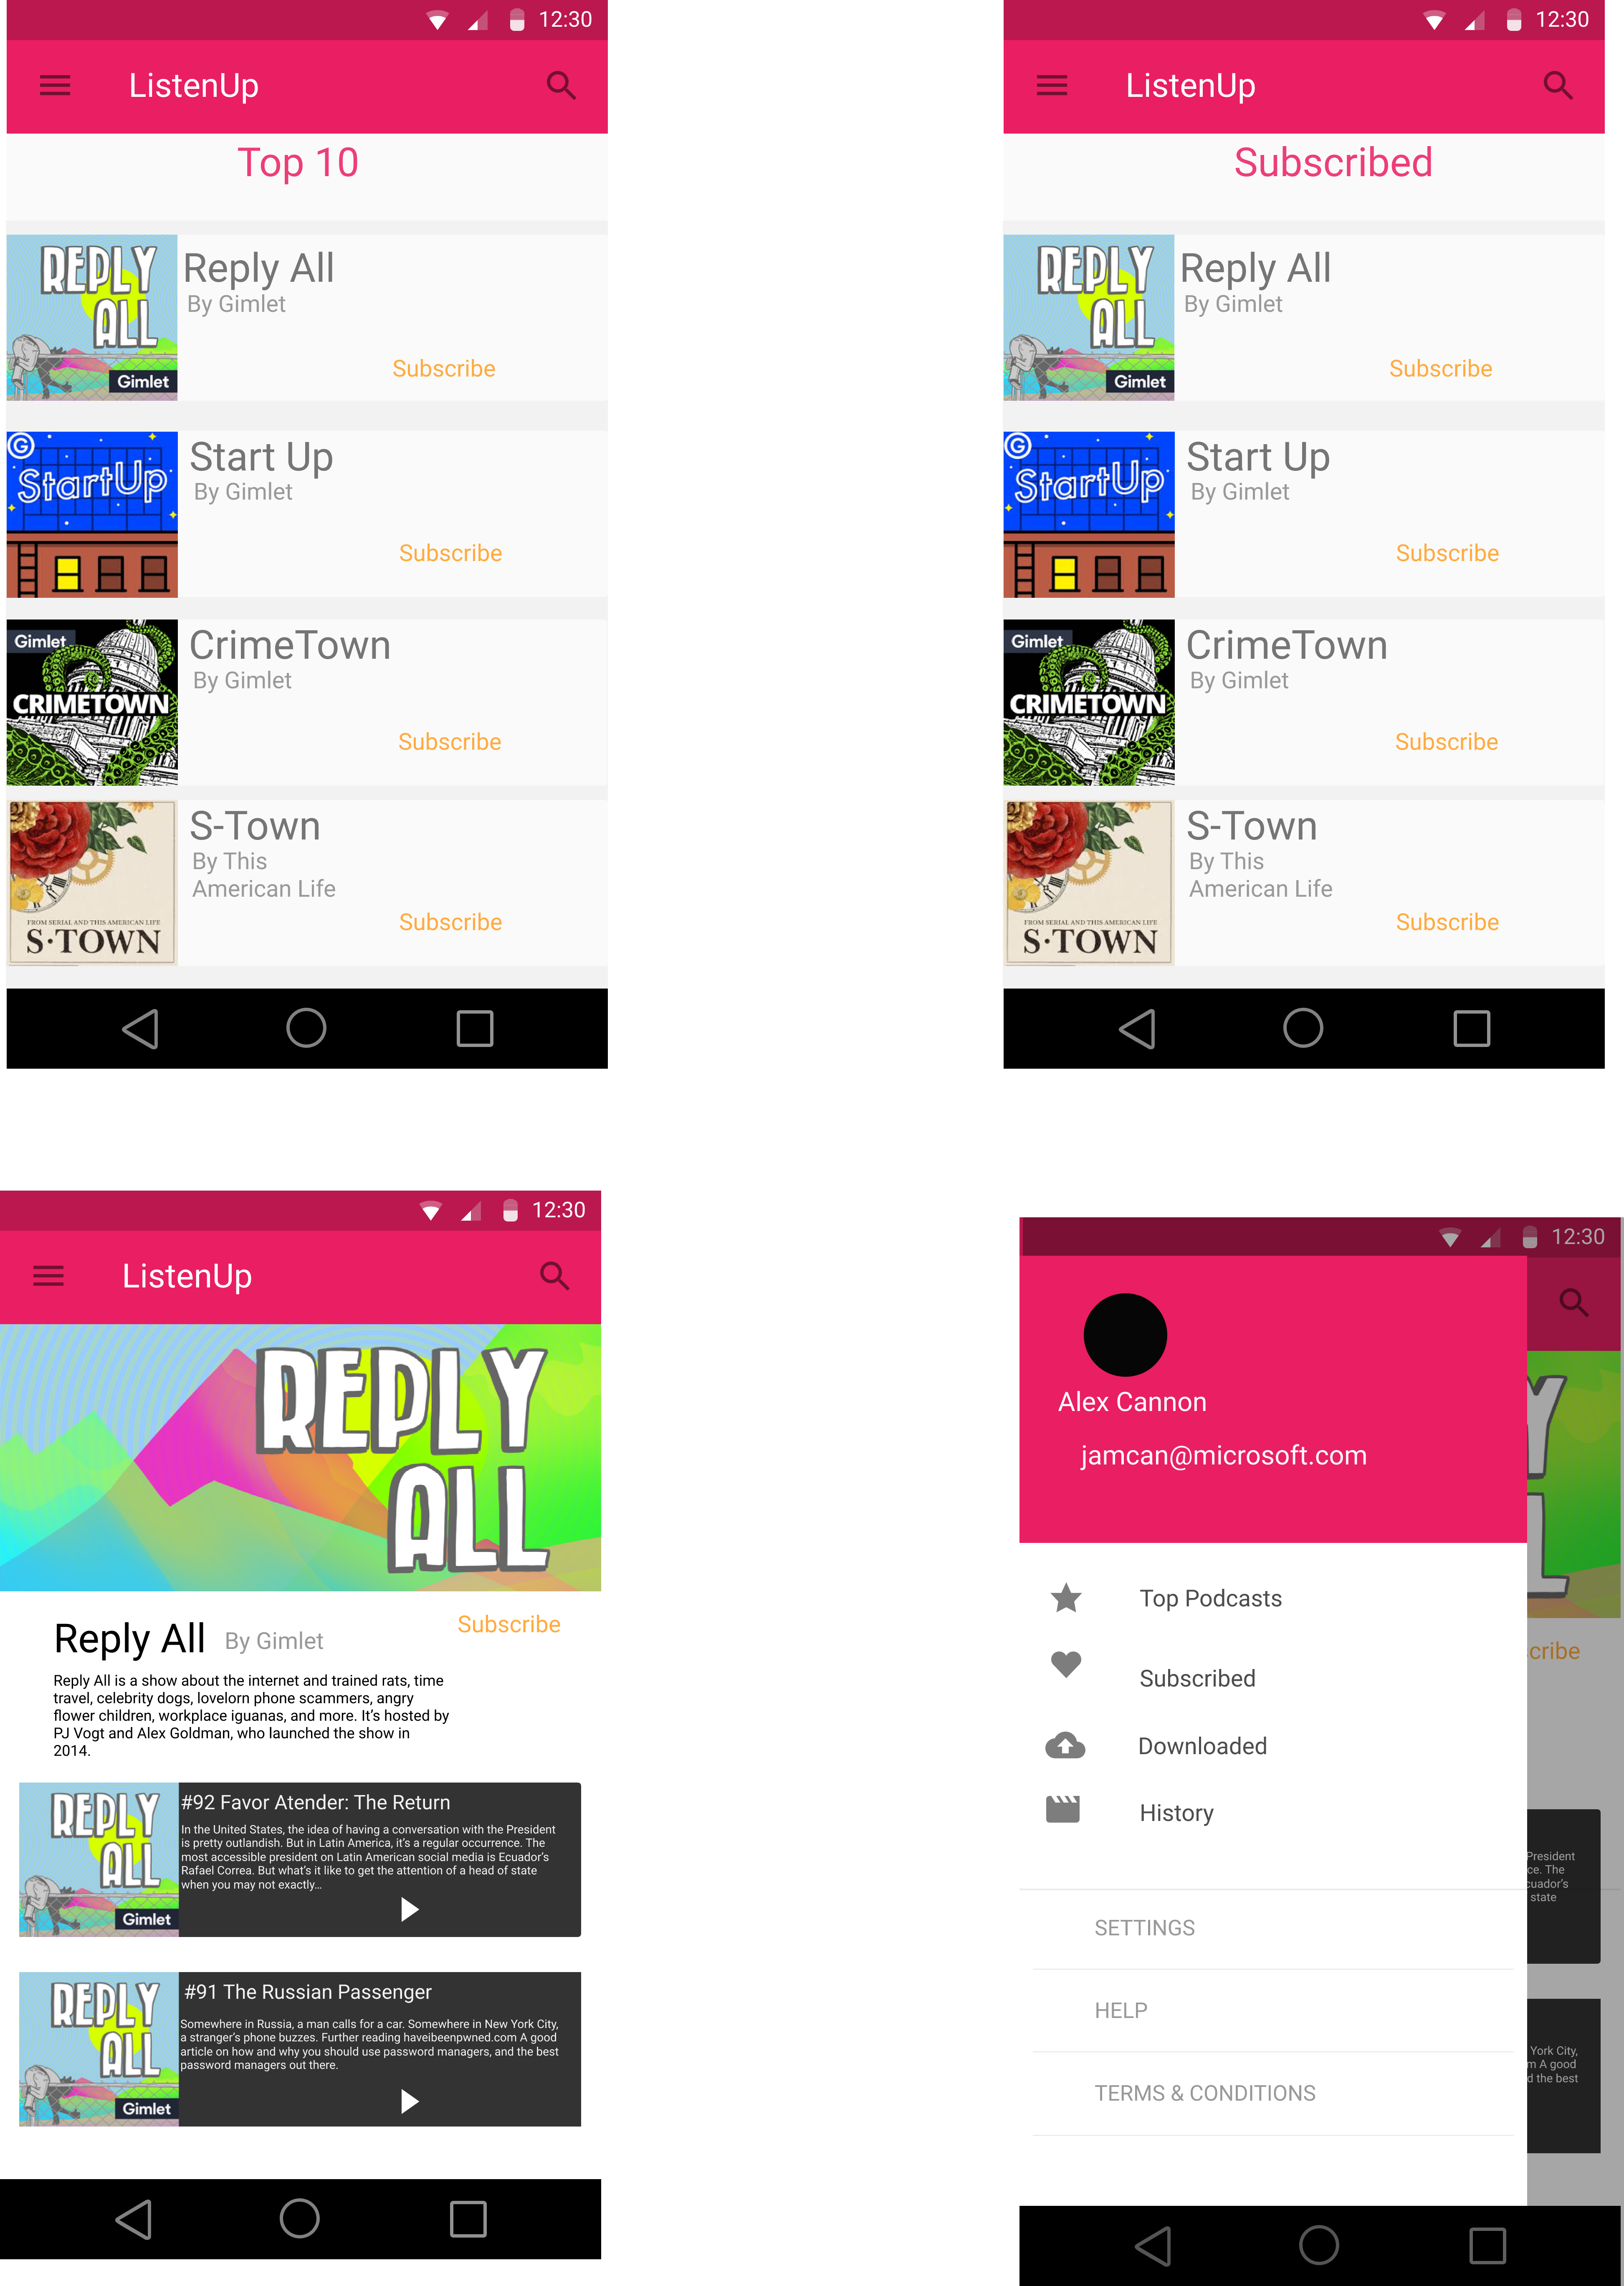 12:30
ListenUp
Top 10
REPLY
ALL
Gimlet
Reply All
By Gimlet
Subscribe
G
StartUp
Start Up
By Gimlet
Subscribe
Gimlet
CRIMETOWN
CrimeTown
By Gimlet
Subscribe
FROM SERIAL AND THIS AMERICAN LIFE
S·TOWN
S-Town
By This
American Life
Subscribe
12:30
ListenUp
Subscribed
REPLY
ALL
Gimlet
Reply All
By Gimlet
Subscribe
G
StartUp
Start Up
By Gimlet
Subscribe
Gimlet
CRIMETOWN
CrimeTown
By Gimlet
Subscribe
FROM SERIAL AND THIS AMERICAN LIFE
S·TOWN
S-Town
By This
American Life
Subscribe
12:30
ListenUp
REPLY
ALL
Reply All By Gimlet
Subscribe
Reply All is a show about the internet and trained rats, time
travel, celebrity dogs, lovelorn phone scammers, angry
flower children, workplace iguanas, and more. It’s hosted by
PJ Vogt and Alex Goldman, who launched the show in
2014.
REPLY
ALL
Gimlet
#92 Favor Atender: The Return
In the United States, the idea of having a conversation with the President
is pretty outlandish. But in Latin America, it’s a regular occurrence. The
most accessible president on Latin American social media is Ecuador’s
Rafael Correa. But what’s it like to get the attention of a head of state
when you may not exactly…
REPLY
ALL
Gimlet
#91 The Russian Passenger
Somewhere in Russia, a man calls for a car. Somewhere in New York City,
a stranger’s phone buzzes. Further reading haveibeenpwned.com A good
article on how and why you should use password managers, and the best
password managers out there.
12:30
Alex Cannon
jamcan@microsoft.com
Top Podcasts
Subscribed
Downloaded
History
SETTINGS
HELP
TERMS & CONDITIONS
Y
L
cribe
President
ce. The
cuador’s
state
York City,
m A good
d the best